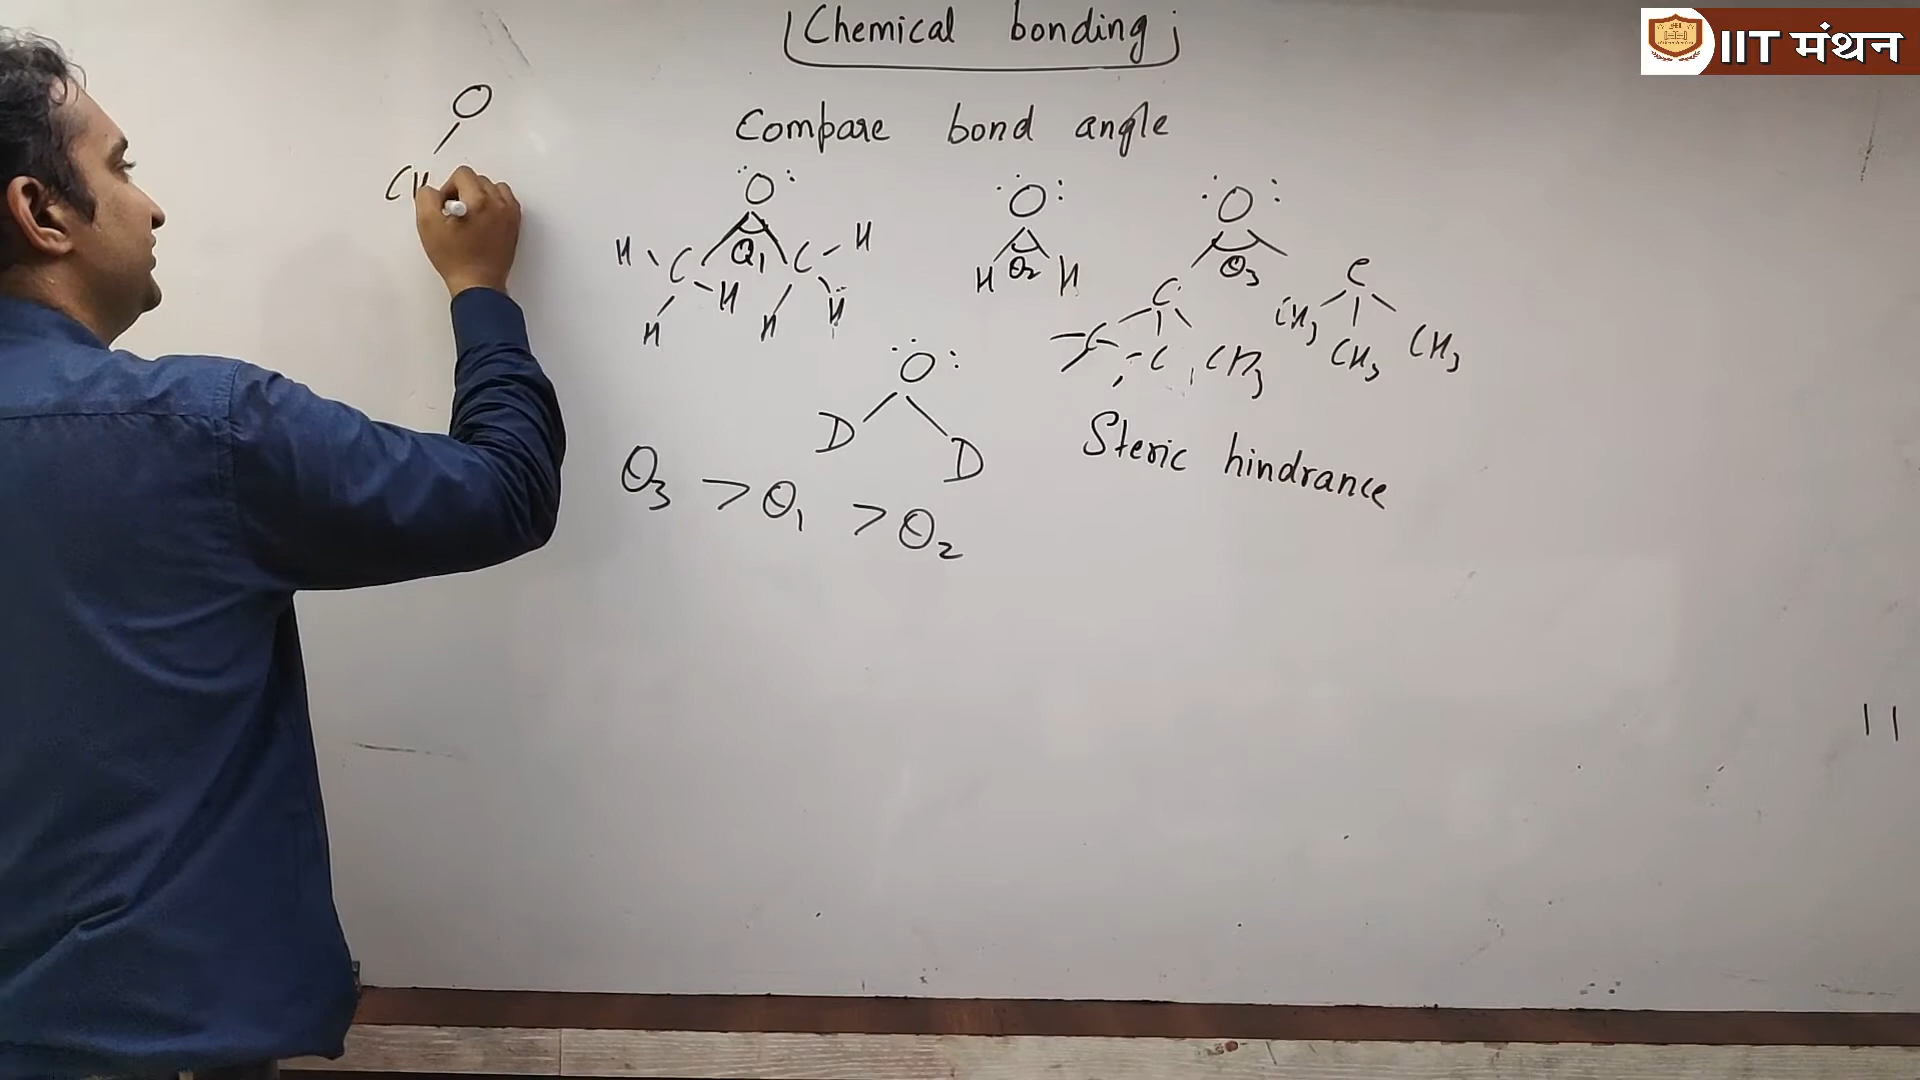 Chemical bonding
IIT मंथन
Compare bond angle
O
CH
O
θ1
H C C H
H H H H
O
θ2
H H
O
θ3
C C
C C CH3
CH3 CH3 CH3
O
D D
Steric hindrance
θ3 > θ1 > θ2